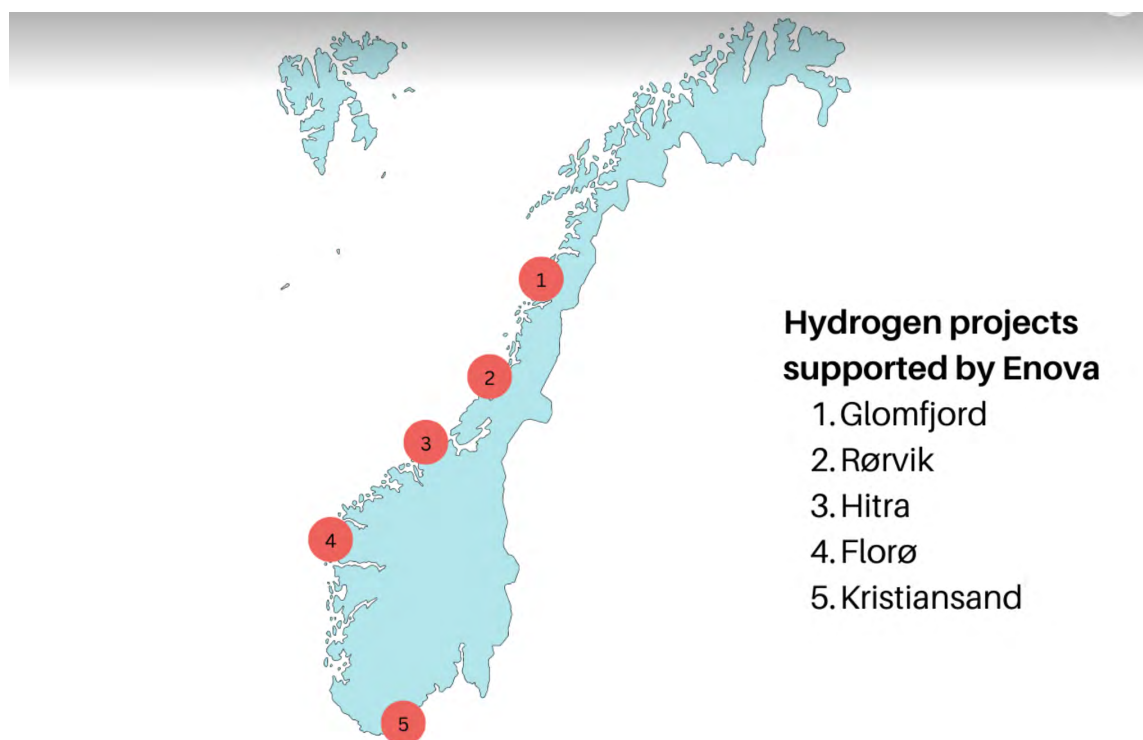 1
2
3
4
5
Hydrogen projects
supported by Enova
1. Glomfjord
2. Rørvik
3. Hitra
4. Florø
5. Kristiansand